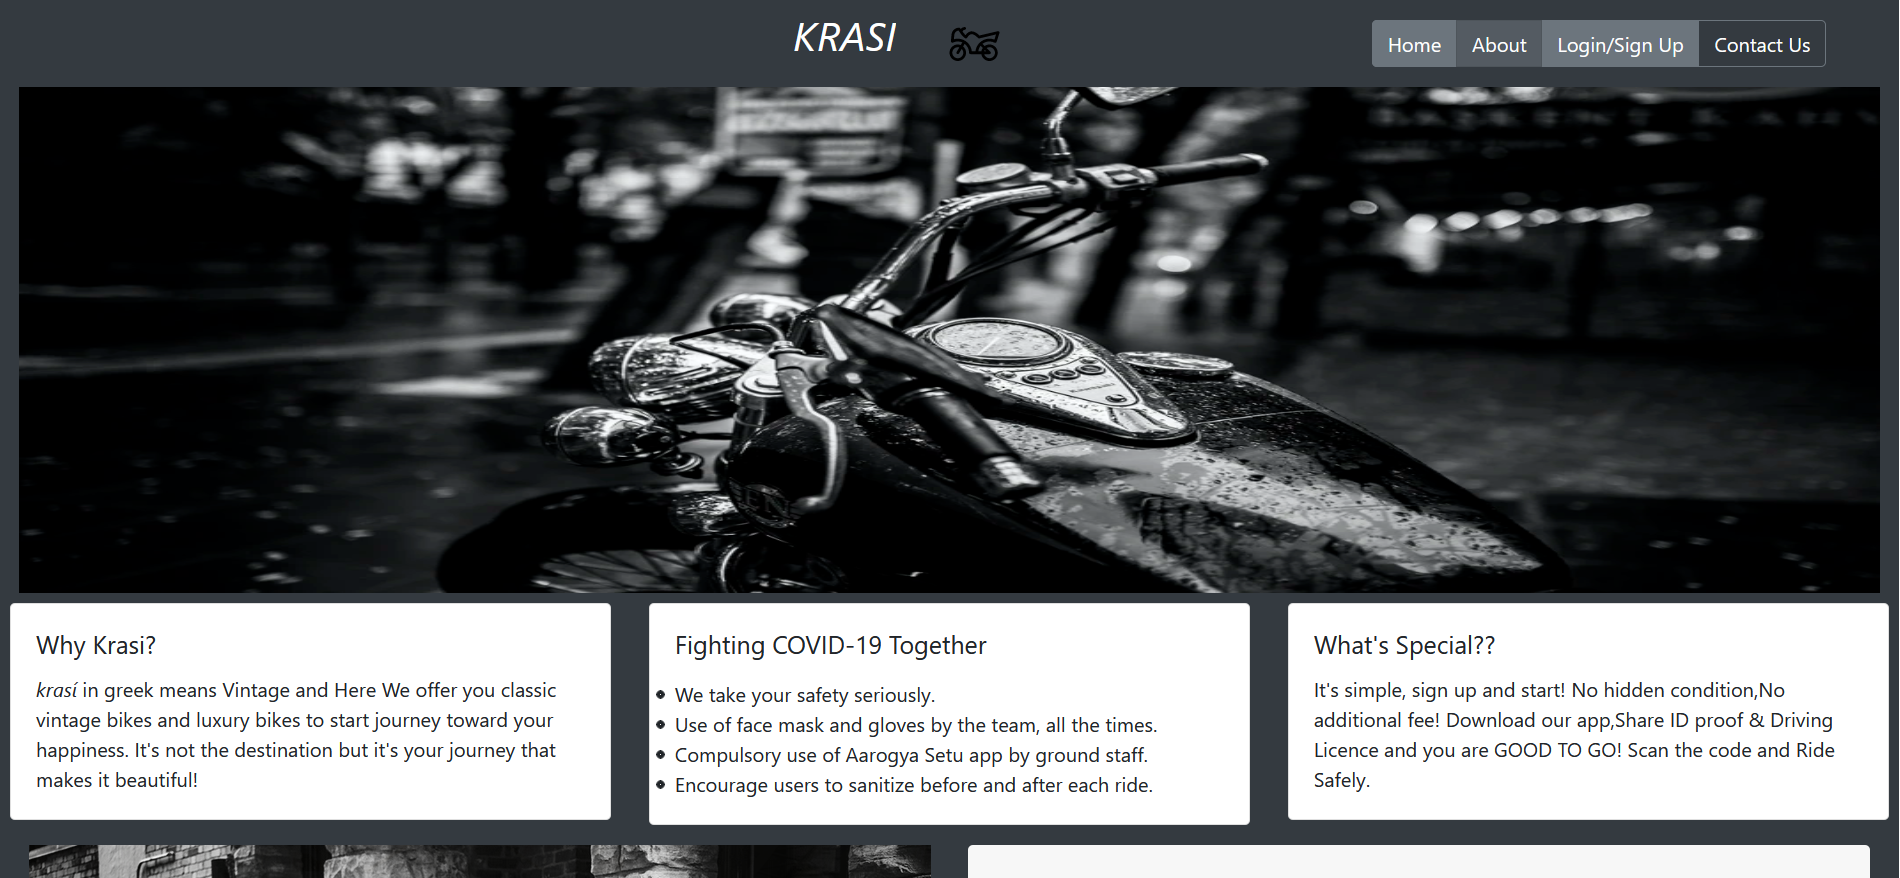 KRASI
Home About Login/Sign Up Contact Us
Why Krasi?
krasí in greek means Vintage and Here We offer you classic
vintage bikes and luxury bikes to start journey toward your
happiness. It's not the destination but it's your journey that
makes it beautiful!
Fighting COVID-19 Together
We take your safety seriously.
Use of face mask and gloves by the team, all the times.
Compulsory use of Aarogya Setu app by ground staff.
Encourage users to sanitize before and after each ride.
What's Special??
It's simple, sign up and start! No hidden condition,No
additional fee! Download our app,Share ID proof & Driving
Licence and you are GOOD TO GO! Scan the code and Ride
Safely.